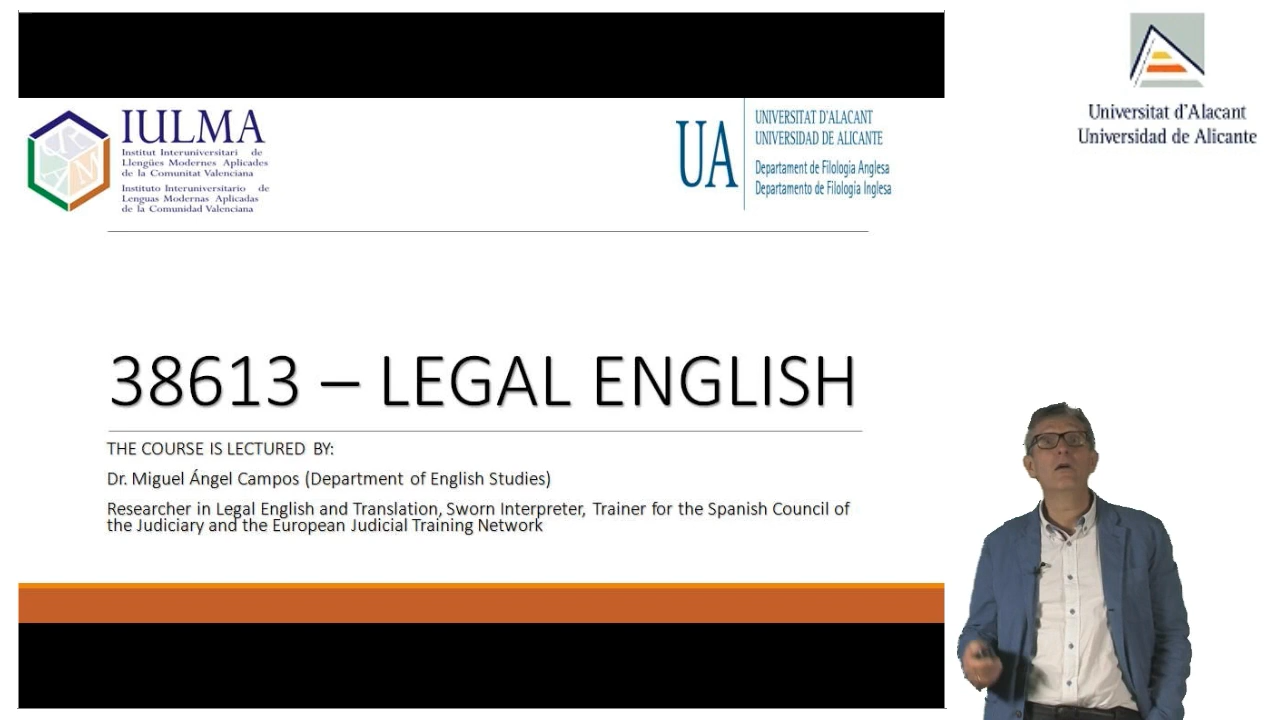 IULMA
Institut Interuniversitari de
Llengües Modernes Aplicades
de la Comunitat Valenciana
Instituto Interuniversitario de
Lenguas Modernas Aplicadas
de la Comunidad Valenciana
UA
UNIVERSITAT D'ALACANT
UNIVERSIDAD DE ALICANTE
Departament de Filologia Anglesa
Departamento de Filología Inglesa
Universitat d'Alacant
Universidad de Alicante
38613 – LEGAL ENGLISH
THE COURSE IS LECTURED BY:
Dr. Miguel Ángel Campos (Department of English Studies)
Researcher in Legal English and Translation, Sworn Interpreter, Trainer for the Spanish Council of
the Judiciary and the European Judicial Training Network